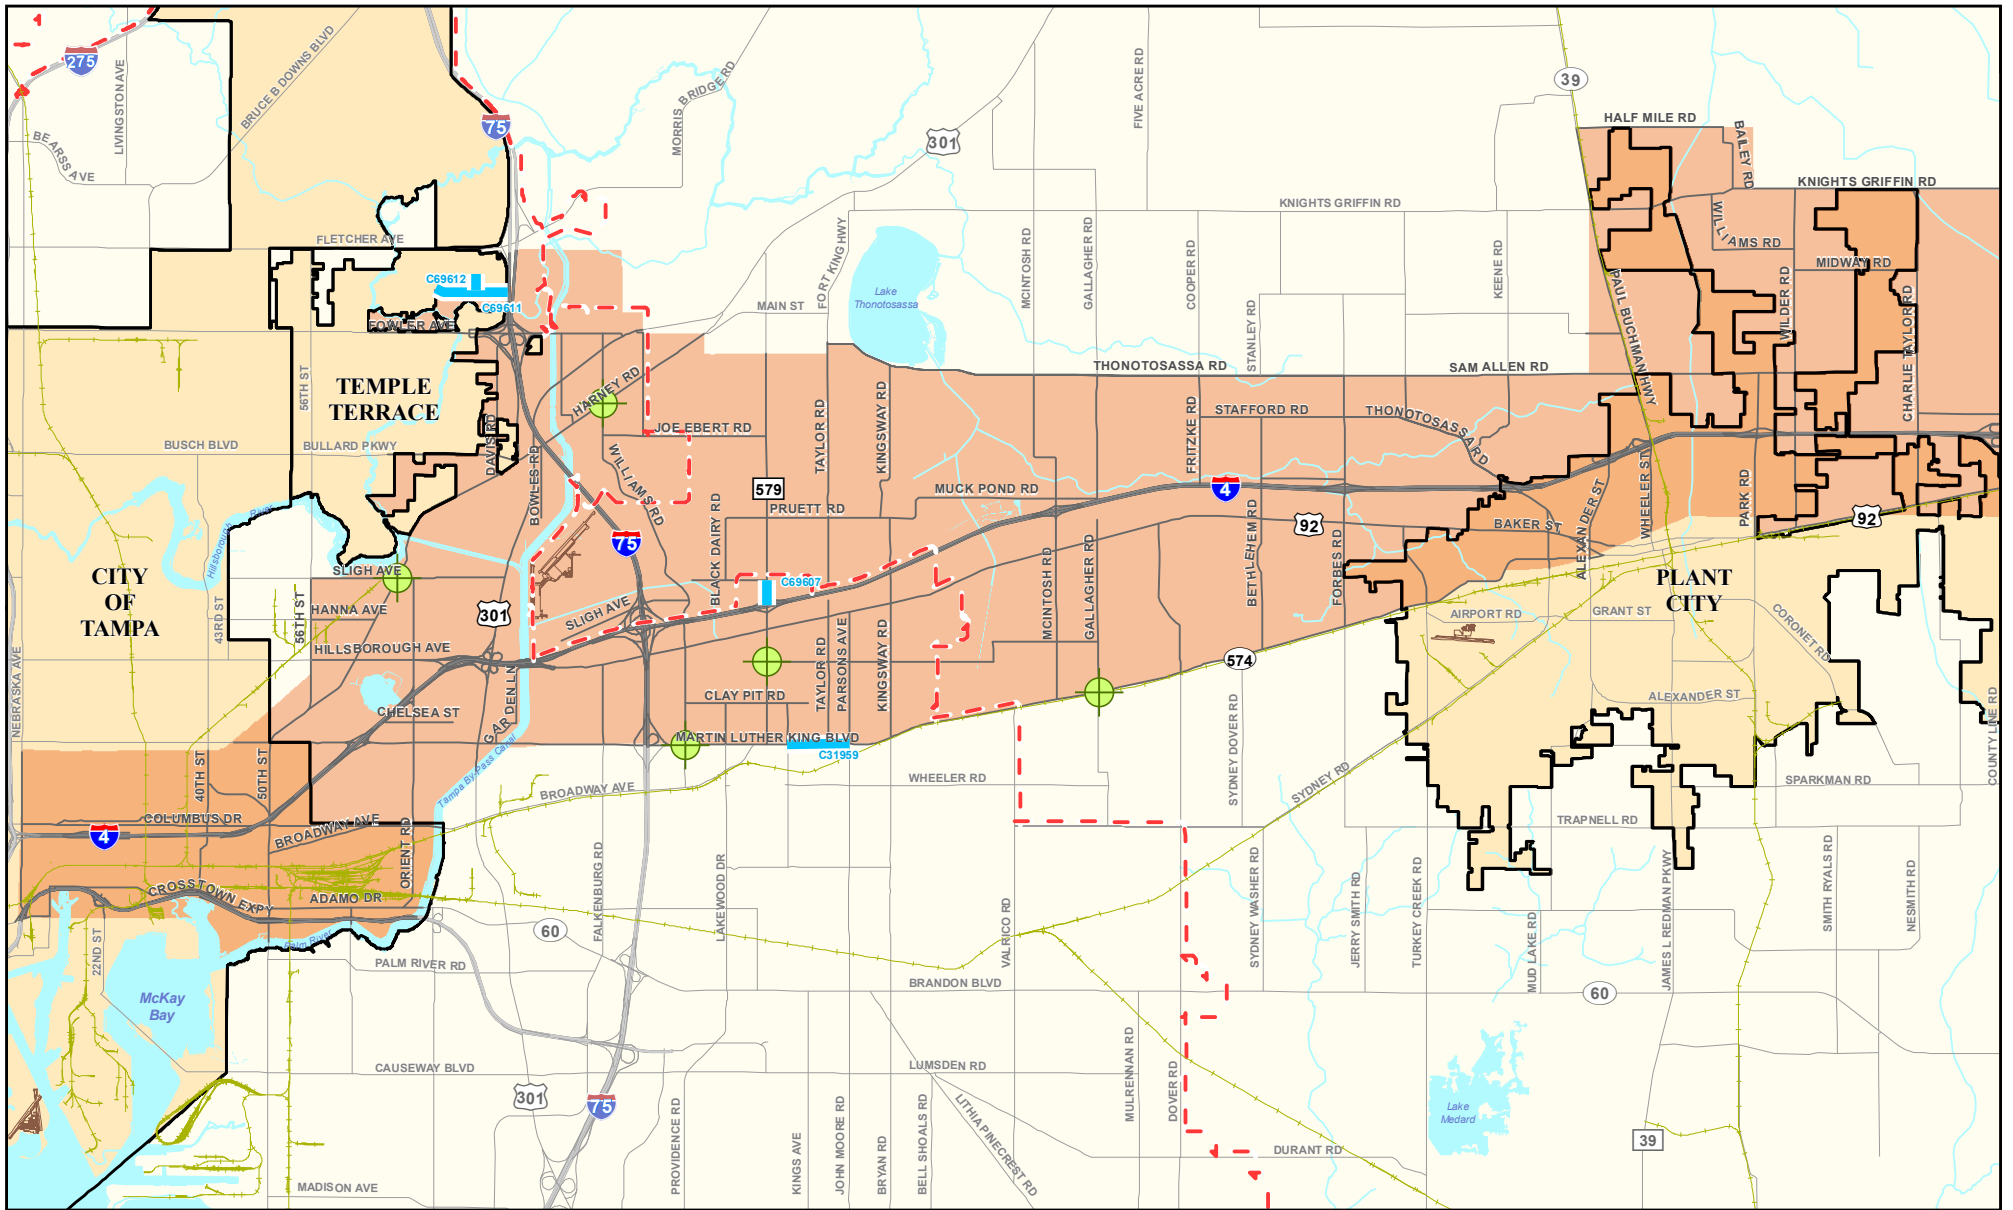 275
LIVINGSTON AVE
BRUCE B DOWNS BLVD
BEARSS AVE
75
MORRIS BRIDGE RD
301
FIVE ACRE RD
39
HALF MILE RD
BAILEY RD
KNIGHTS GRIFFIN RD
KNIGHTS GRIFFIN RD
WILLIAMS RD
MIDWAY RD
FLETCHER AVE
C69612
C69611
FOWLER AVE
FORT KING HWY
Lake
Thonotosassa
MCINTOSH RD
GALLAGHER RD
COOPER RD
STANLEY RD
KEENE RD
PAUL BUCHMAN HWY
WILDER RD
CHARLIE TAYLOR RD
MAIN ST
THONOTOSASSA RD
SAM ALLEN RD
56TH ST
TEMPLE
TERRACE
HARNEY RD
JOE EBERT RD
TAYLOR RD
KINGSWAY RD
FRITZKE RD
STAFFORD RD
THONOTOSASSA RD
BUSCH BLVD
BULLARD PKWY
DAVIS RD
BOWLES RD
WILLIAMS RD
579
PRUETT RD
MUCK POND RD
4
92
BETHLEHEM RD
FORBES RD
BAKER ST
ALEXANDER ST
WHEELER ST
PARK RD
92
Hillsborough River
75
BLACK DAIRY RD
CITY
OF
TAMPA
SLIGH AVE
HANNA AVE
43RD ST
56TH ST
301
SLIGH AVE
C69607
HILLSBOROUGH AVE
MCINTOSH RD
GALLAGHER RD
574
PLANT
CITY
AIRPORT RD
GRANT ST
CORONET RD
ALEXANDER ST
NEBRASKA AVE
CHELSEA ST
GARDEN LN
CLAY PIT RD
TAYLOR RD
PARSONS AVE
KINGSWAY RD
MARTIN LUTHER KING BLVD
C31959
SYDNEY DOVER RD
SYDNEY RD
COUNTY LINE RD
40TH ST
50TH ST
Tampa By-Pass Canal
BROADWAY AVE
WHEELER RD
SPARKMAN RD
4
COLUMBUS DR
BROADWAY AVE
ORIENT RD
TRAPNELL RD
CROSSTOWN EXPY
ADAMO DR
FALKENBURG RD
LAKEWOOD DR
VALRICO RD
SYDNEY WASHER RD
JERRY SMITH RD
TURKEY CREEK RD
MUD LAKE RD
JAMES L REDMAN PKWY
SMITH RYALS RD
NESMITH RD
22ND ST
Palm River
60
PALM RIVER RD
BRANDON BLVD
60
McKay
Bay
CAUSEWAY BLVD
301
75
LUMSDEN RD
MULRENNAN RD
DOVER RD
Lake
Medard
39
PROVIDENCE RD
KINGS AVE
JOHN MOORE RD
BRYAN RD
BELL SHOALS RD
LITHIA PINECREST RD
DURANT RD
MADISON AVE